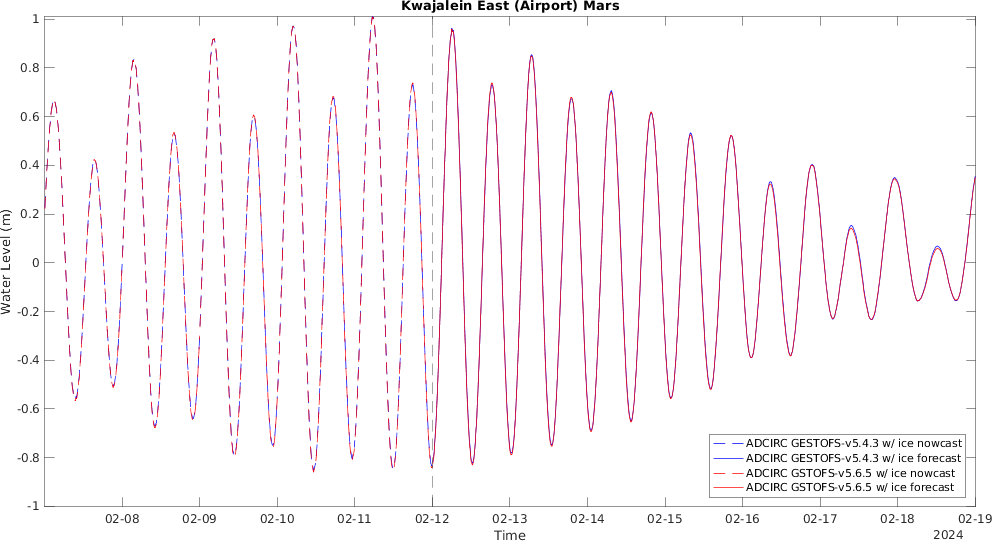 Kwajalein East (Airport) Mars
1
0.8
0.6
0.4
0.2
0
-0.2
-0.4
-0.6
-0.8
-1
Water Level (m)
02-08 02-09 02-10 02-11 02-12 02-13 02-14 02-15 02-16 02-17 02-18 02-19
Time
2024
ADCIRC GESTOFS-v5.4.3 w/ ice nowcast
ADCIRC GESTOFS-v5.4.3 w/ ice forecast
ADCIRC GSTOFS-v5.6.5 w/ ice nowcast
ADCIRC GSTOFS-v5.6.5 w/ ice forecast